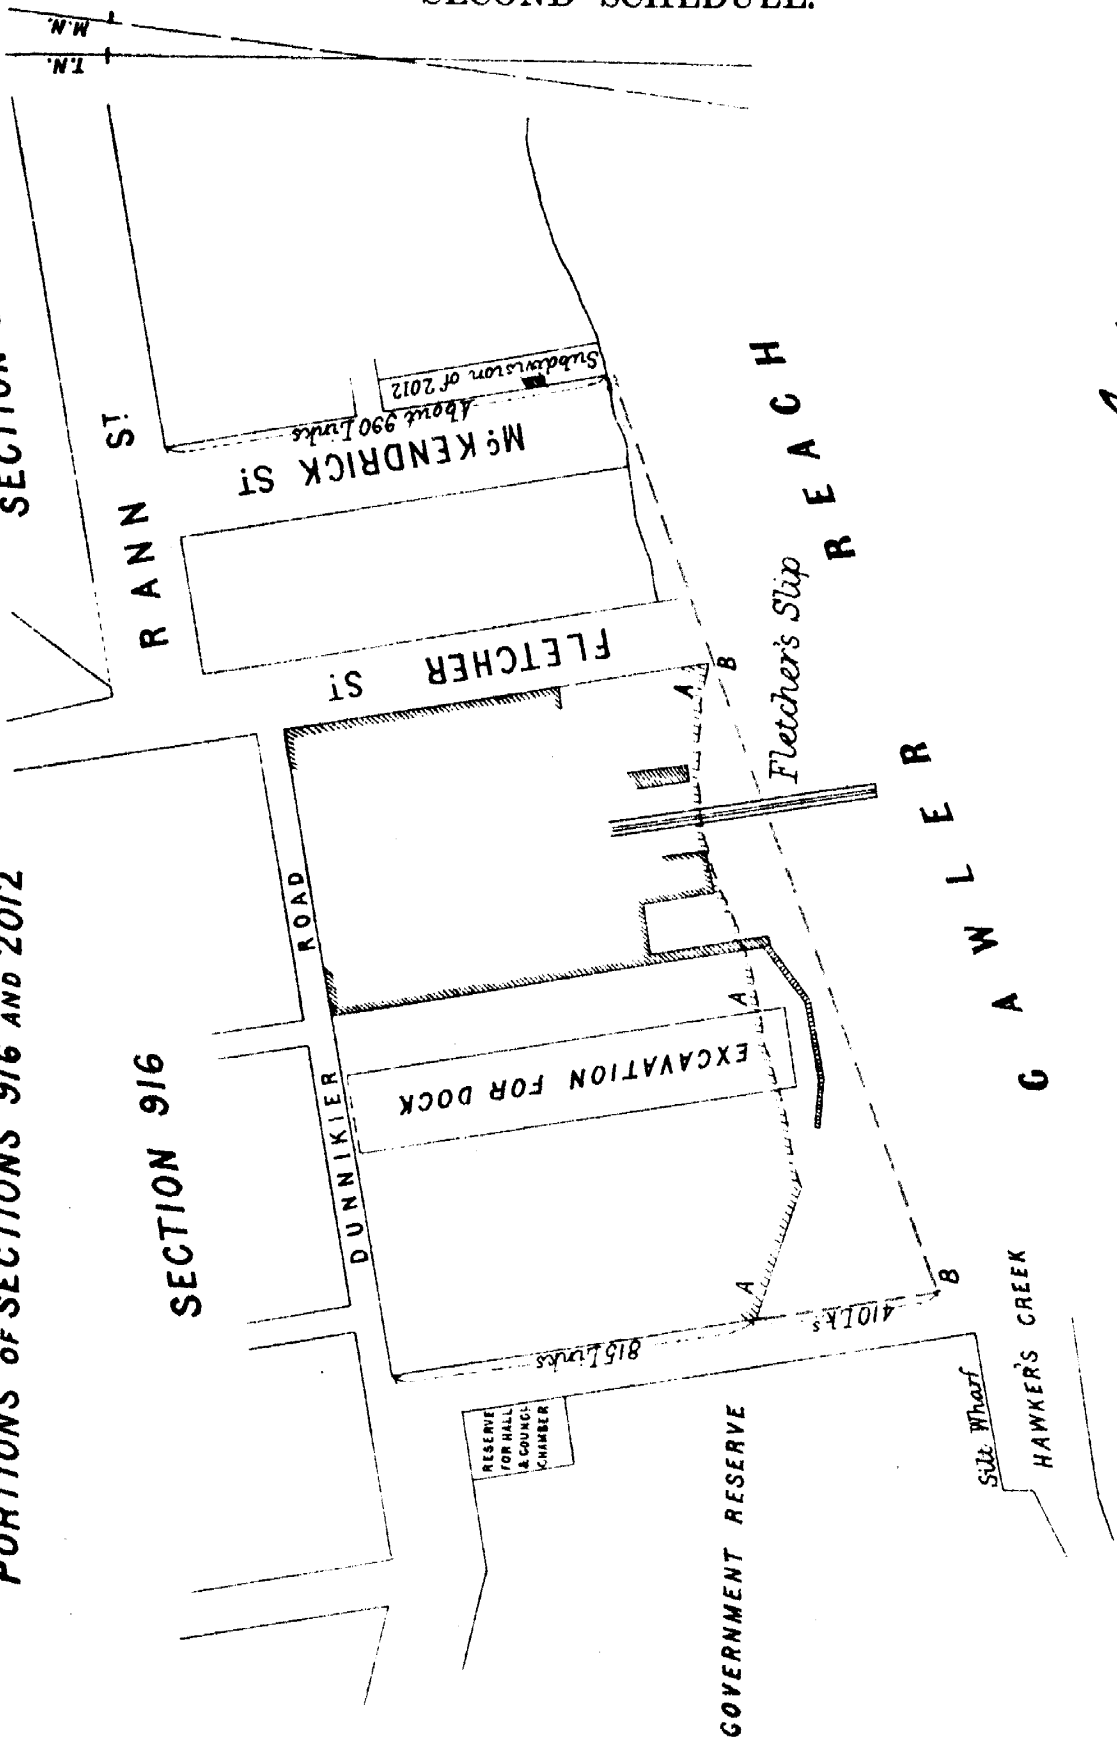 SECOND SCHEDULE.
PORTIONS OF SECTIONS 916 AND 2012
SECTION
SECTION 916
M.N.
T.N.
RANN ST.
McKENDRICK ST
About 990 Links
Subdivision of 2012
FLETCHER ST
DUNNIKIER ROAD
EXCAVATION FOR DOCK
A
A
A
B
B
Fletcher's Slip
GAWLER REACH
815 Links
410 Lks
RESERVE
FOR HALL
& COUNCIL
CHAMBER
GOVERNMENT RESERVE
Silt Wharf
HAWKER'S CREEK